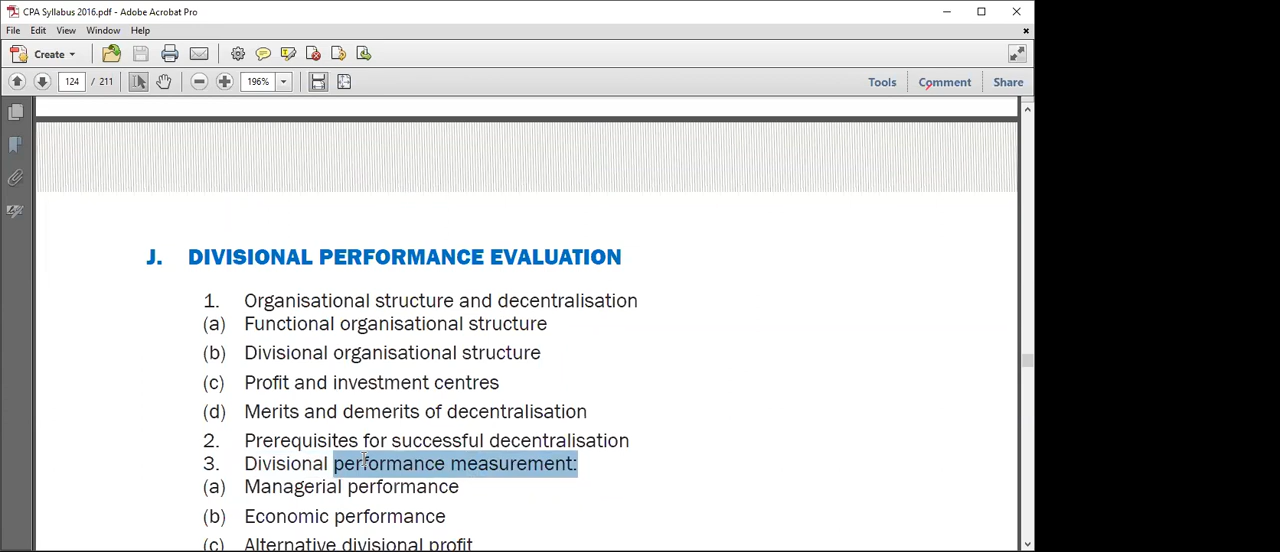 CPA Syllabus 2016.pdf - Adobe Acrobat Pro
File Edit View Window Help
Create
124 / 211 196% Tools Comment Share
J. DIVISIONAL PERFORMANCE EVALUATION
1. Organisational structure and decentralisation
(a) Functional organisational structure
(b) Divisional organisational structure
(c) Profit and investment centres
(d) Merits and demerits of decentralisation
2. Prerequisites for successful decentralisation
3. Divisional performance measurement:
(a) Managerial performance
(b) Economic performance
(c) Alternative divisional profit